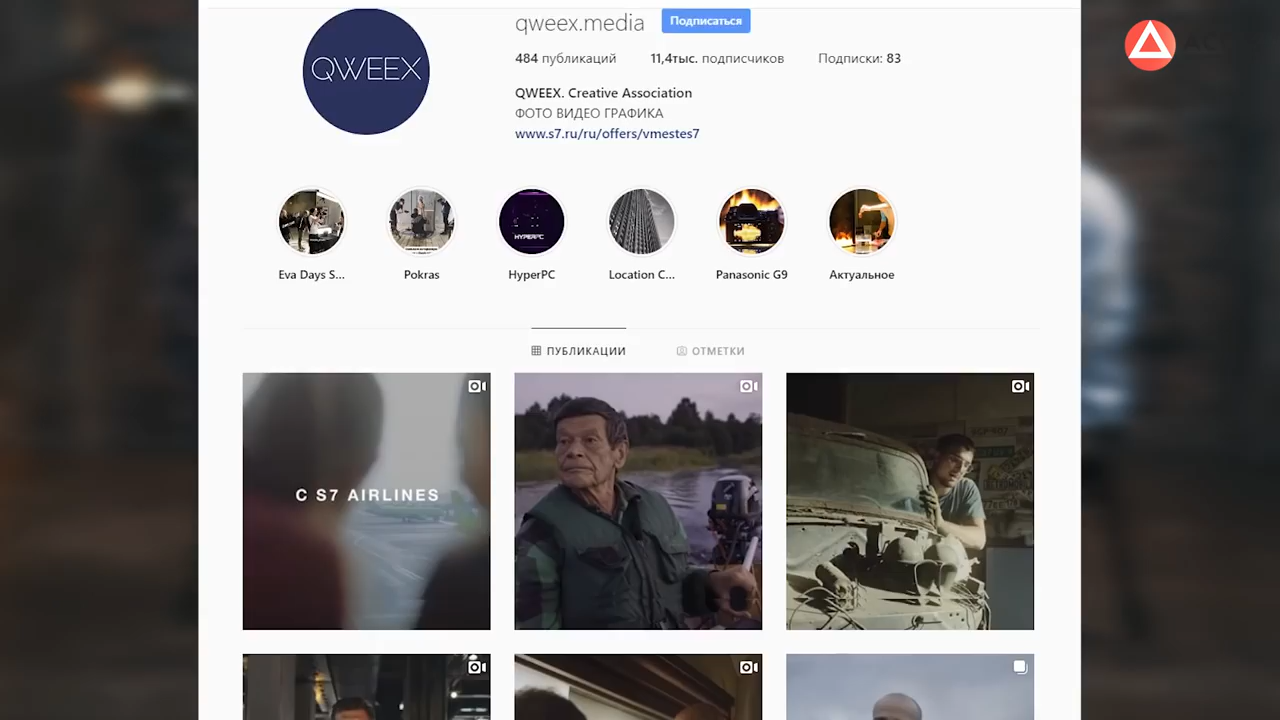 qweex.media Подписаться
QWEEX
484 публикаций 11,4тыс. подписчиков Подписки: 83
QWEEX. Creative Association
ФОТО ВИДЕО ГРАФИКА
www.s7.ru/ru/offers/vmestes7
HYPERPC
Eva Days S... Pokras HyperPC Location C... Panasonic G9 Актуальное
ПУБЛИКАЦИИ ОТМЕТКИ
С S7 AIRLINES